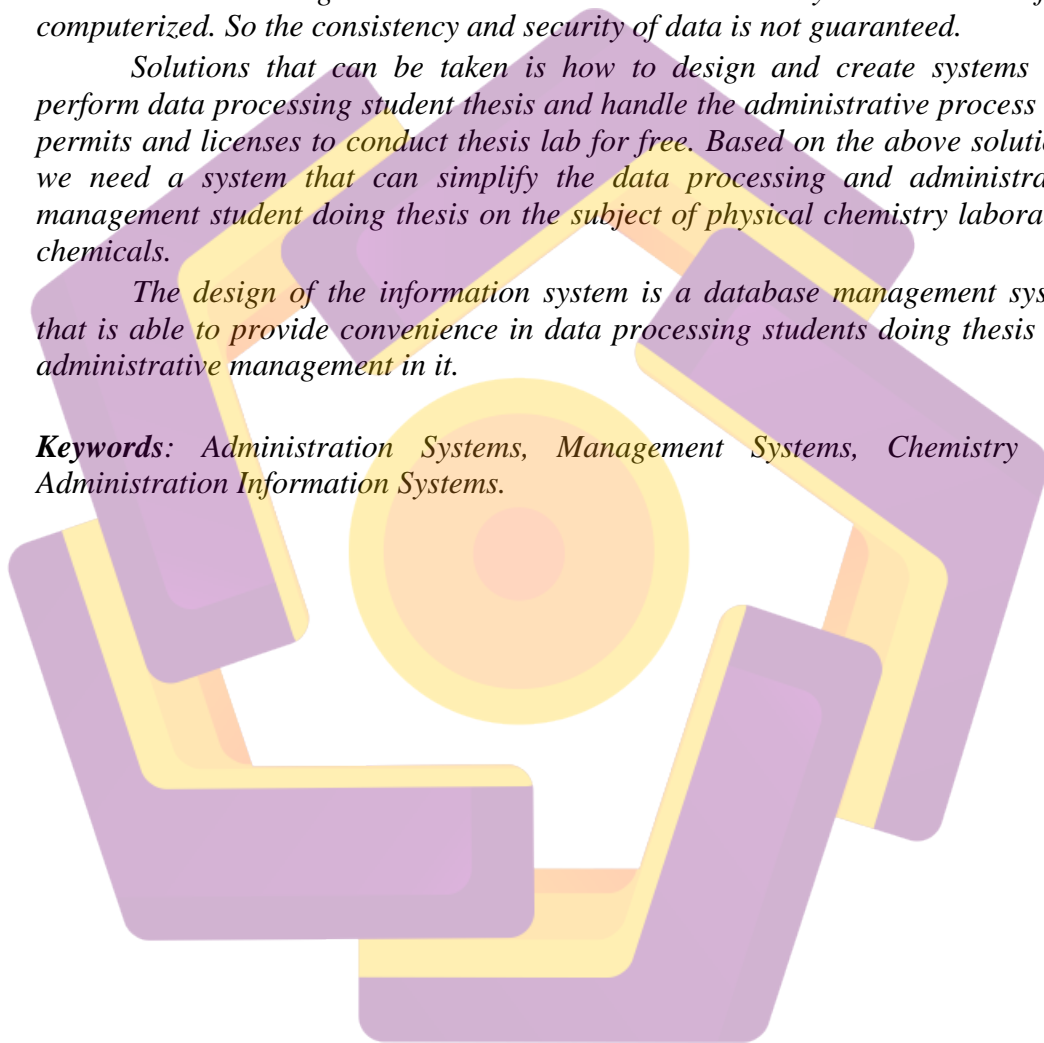 computerized. So the consistency and security of data is not guaranteed.
Solutions that can be taken is how to design and create systems
perform data processing student thesis and handle the administrative process
permits and licenses to conduct thesis lab for free. Based on the above soluti
we need a system that can simplify the data processing and administra
management student doing thesis on the subject of physical chemistry labora
chemicals.
The design of the information system is a database management sys
that is able to provide convenience in data processing students doing thesis
administrative management in it.
Keywords: Administration Systems, Management Systems, Chemistry
Administration Information Systems.